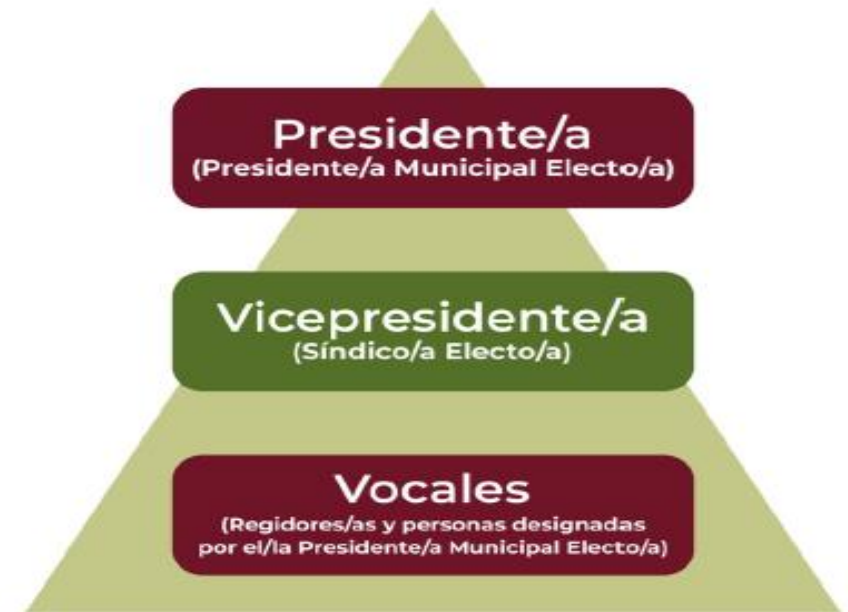 Presidente/a
(Presidente/a Municipal Electo/a)
Vicepresidente/a
(Síndico/a Electo/a)
Vocales
(Regidores/as y personas designadas
por el/la Presidente/a Municipal Electo/a)